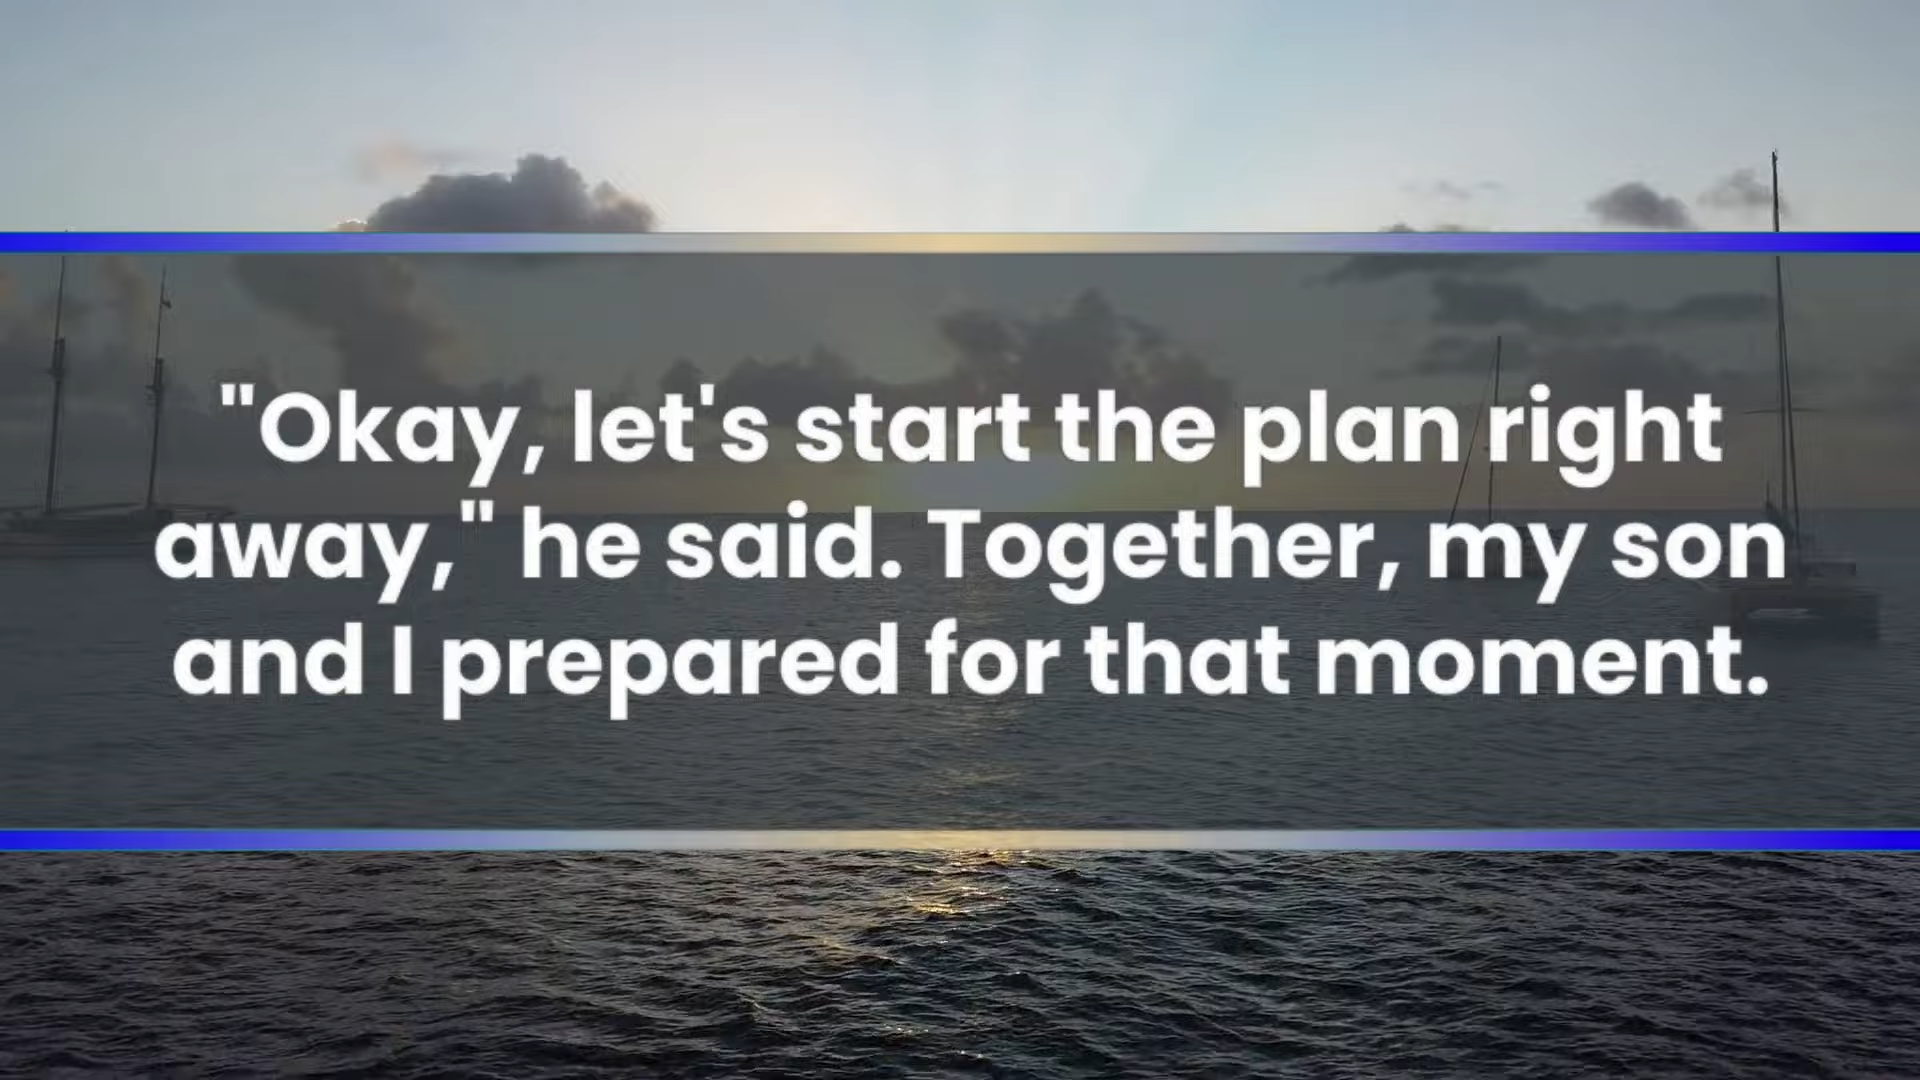 "Okay, let's start the plan right
away," he said. Together, my son
and I prepared for that moment.